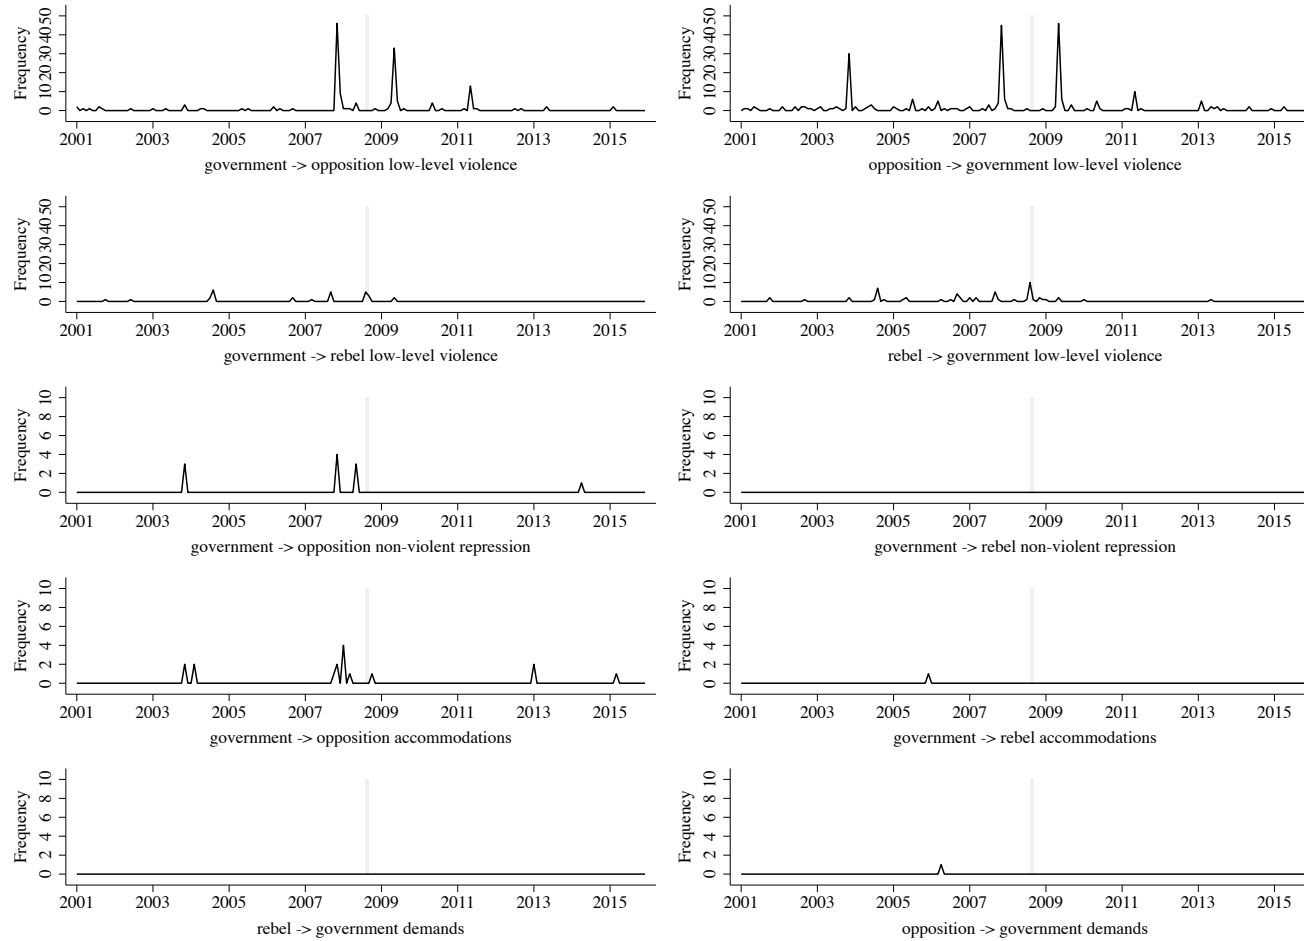 Frequency
0 10 20 30 40 50
2001 2003 2005 2007 2009 2011 2013 2015
government -> opposition low-level violence
Frequency
0 10 20 30 40 50
2001 2003 2005 2007 2009 2011 2013 2015
opposition -> government low-level violence
Frequency
0 10 20 30 40 50
2001 2003 2005 2007 2009 2011 2013 2015
government -> rebel low-level violence
Frequency
0 10 20 30 40 50
2001 2003 2005 2007 2009 2011 2013 2015
rebel -> government low-level violence
Frequency
0 2 4 6 8 10
2001 2003 2005 2007 2009 2011 2013 2015
government -> opposition non-violent repression
Frequency
0 2 4 6 8 10
2001 2003 2005 2007 2009 2011 2013 2015
government -> rebel non-violent repression
Frequency
0 2 4 6 8 10
2001 2003 2005 2007 2009 2011 2013 2015
government -> opposition accommodations
Frequency
0 2 4 6 8 10
2001 2003 2005 2007 2009 2011 2013 2015
government -> rebel accommodations
Frequency
0 2 4 6 8 10
2001 2003 2005 2007 2009 2011 2013 2015
rebel -> government demands
Frequency
0 2 4 6 8 10
2001 2003 2005 2007 2009 2011 2013 2015
opposition -> government demands